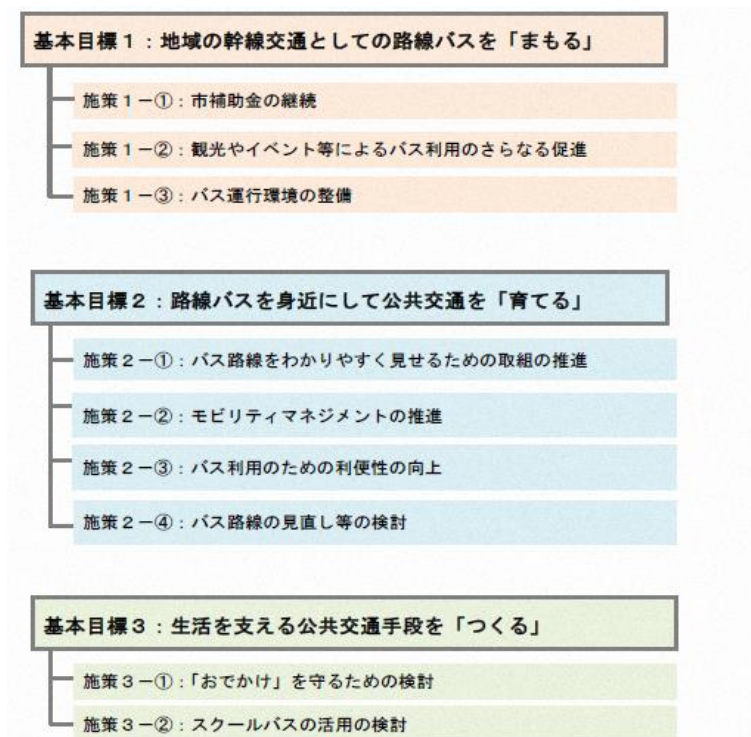 基本目標1：地域の幹線交通としての路線バスを「まもる」
施策1－①：市補助金の継続
施策1－②：観光やイベント等によるバス利用のさらなる促進
施策1－③：バス運行環境の整備
基本目標2：路線バスを身近にして公共交通を「育てる」
施策2－①：バス路線をわかりやすく見せるための取組の推進
施策2－②：モビリティマネジメントの推進
施策2－③：バス利用のための利便性の向上
施策2－④：バス路線の見直し等の検討
基本目標3：生活を支える公共交通手段を「つくる」
施策3－①：「おでかけ」を守るための検討
施策3－②：スクールバスの活用の検討